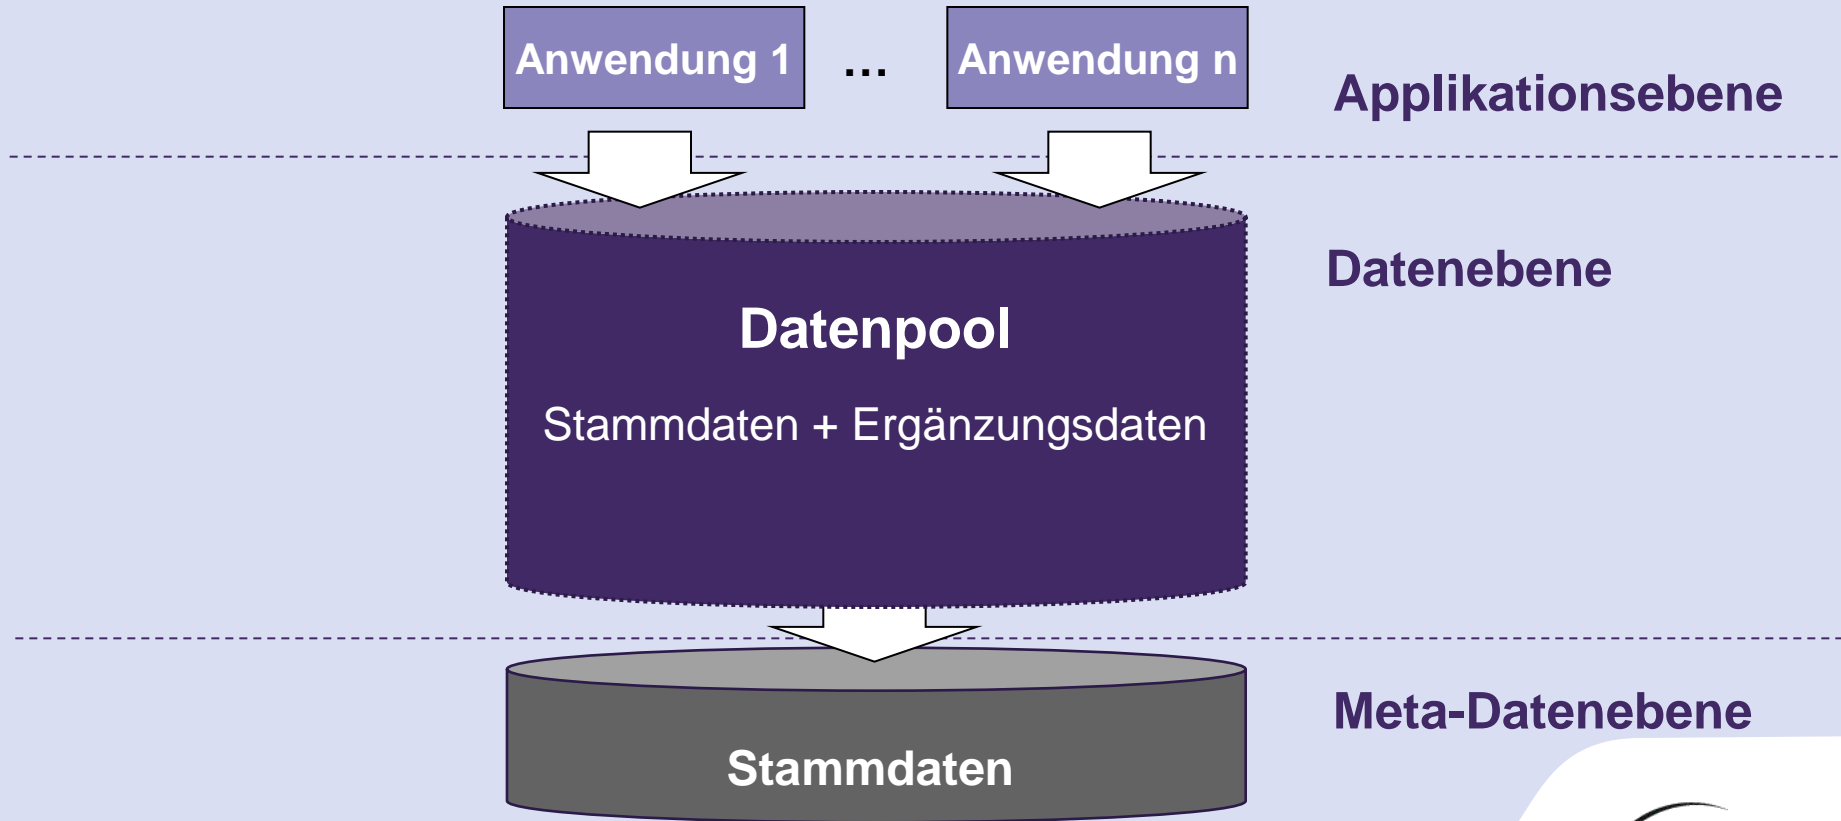 Anwendung 1 ... Anwendung n
Applikationsebene
Datenebene
Datenpool
Stammdaten + Ergänzungsdaten
Meta-Datenebene
Stammdaten